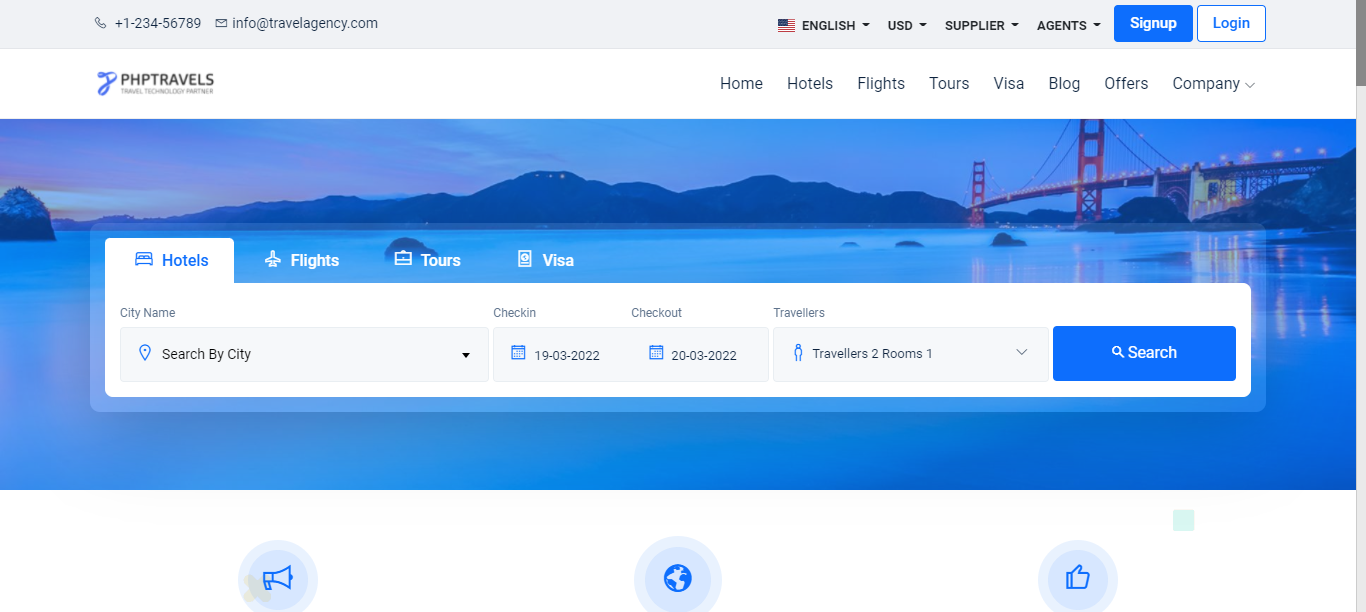 +1-234-56789 info@travelagency.com ENGLISH USD SUPPLIER AGENTS Signup Login
PHPTRAVELS
TRAVEL TECHNOLOGY PARTNER
Home Hotels Flights Tours Visa Blog Offers Company
Hotels Flights Tours Visa
City Name Checkin Checkout Travellers
Search By City 19-03-2022 20-03-2022 Travellers 2 Rooms 1 Search